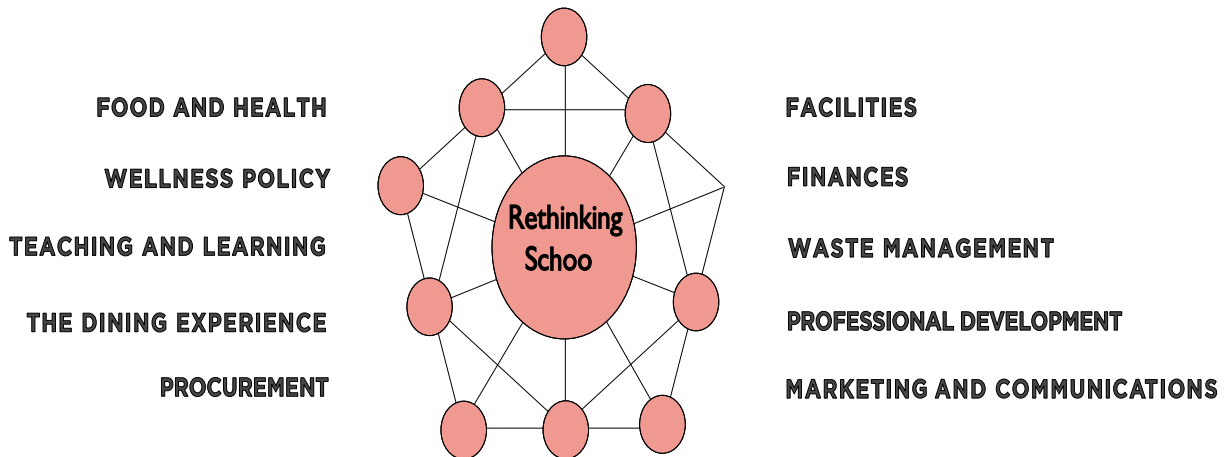 FOOD AND HEALTH
WELLNESS POLICY
TEACHING AND LEARNING
THE DINING EXPERIENCE
PROCUREMENT
Rethinking
Schoo
FACILITIES
FINANCES
WASTE MANAGEMENT
PROFESSIONAL DEVELOPMENT
MARKETING AND COMMUNICATIONS